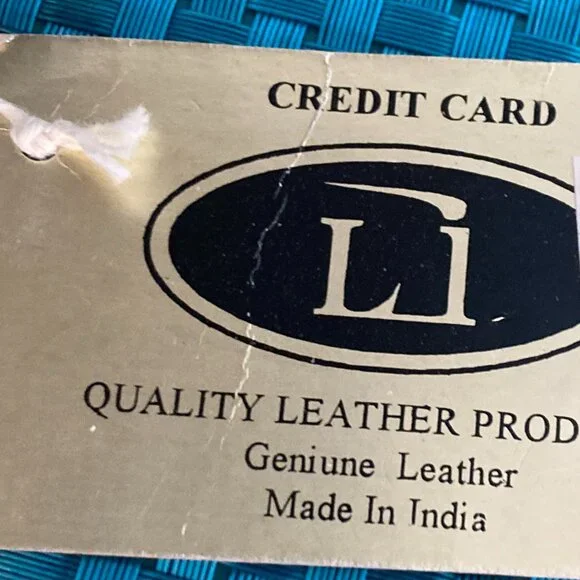 CREDIT CARD
Li
QUALITY LEATHER PROD
Geniune Leather
Made In India